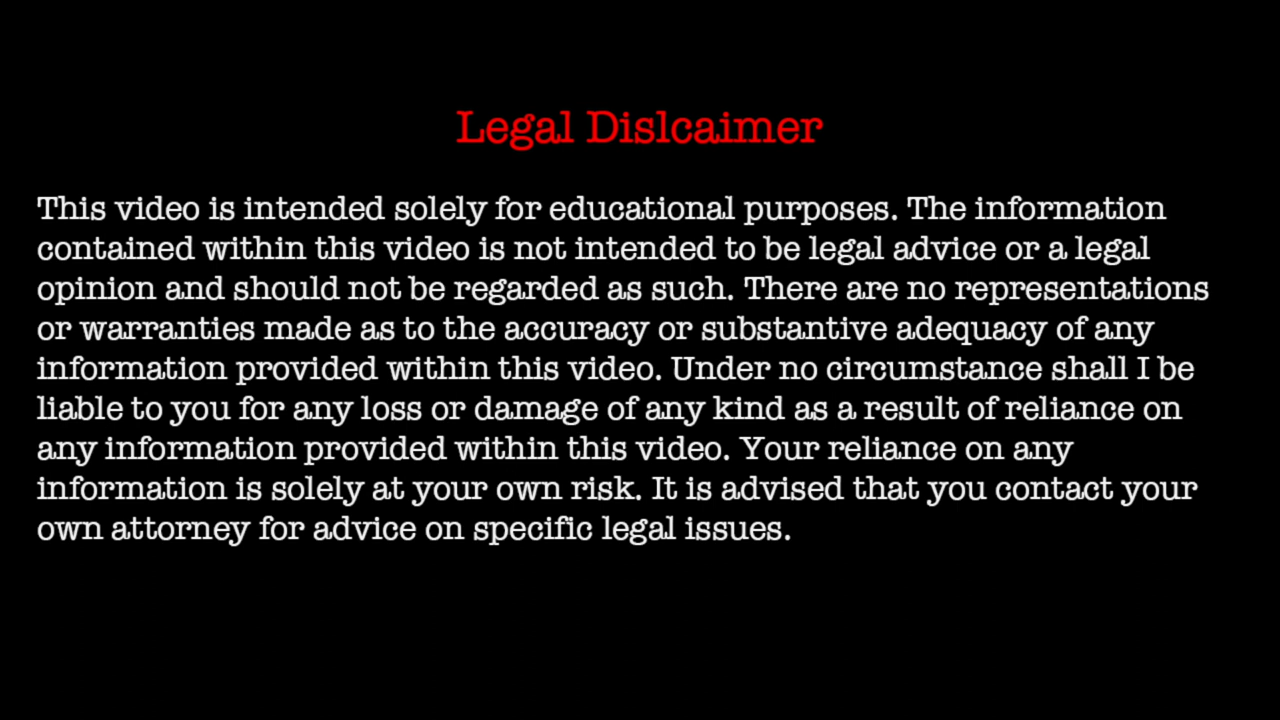 Legal Dislcaimer
This video is intended solely for educational purposes. The information
contained within this video is not intended to be legal advice or a legal
opinion and should not be regarded as such. There are no representations
or warranties made as to the accuracy or substantive adequacy of any
information provided within this video. Under no circumstance shall I be
liable to you for any loss or damage of any kind as a result of reliance on
any information provided within this video. Your reliance on any
information is solely at your own risk. It is advised that you contact your
own attorney for advice on specific legal issues.